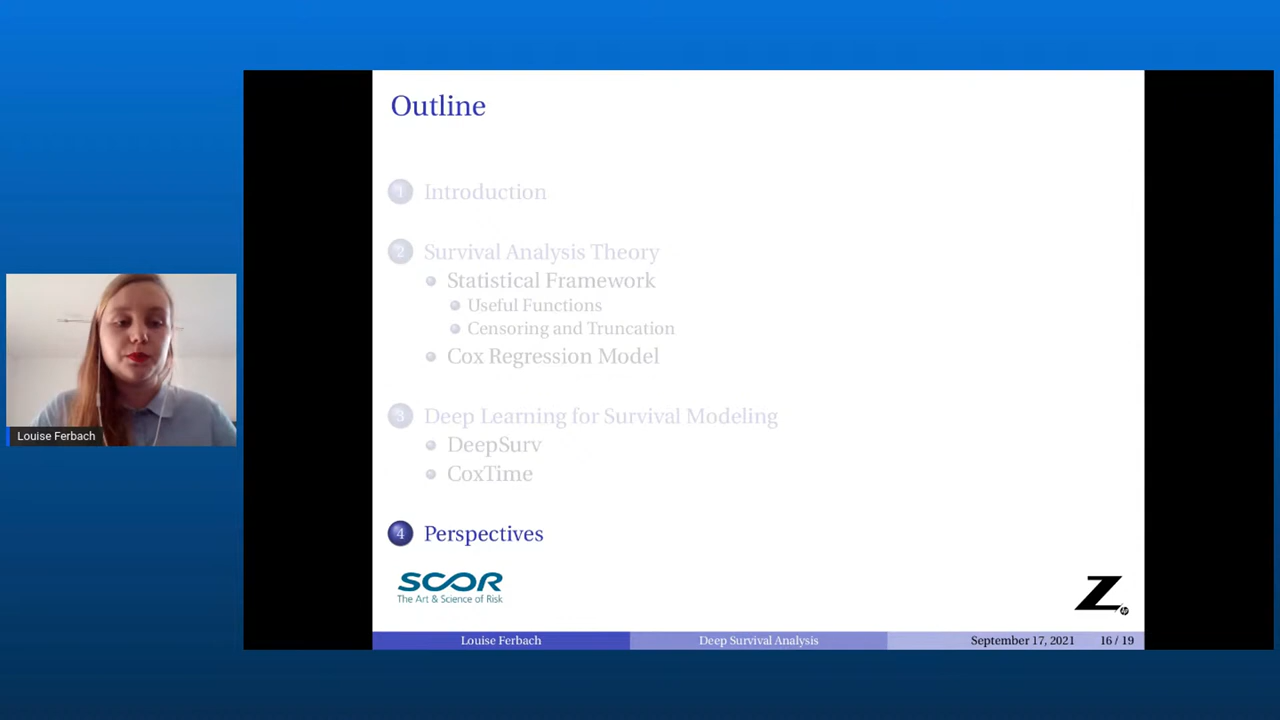 Outline
1 Introduction
2 Survival Analysis Theory
Statistical Framework
Useful Functions
Censoring and Truncation
Cox Regression Model
3 Deep Learning for Survival Modeling
DeepSurv
CoxTime
4 Perspectives
SCOR
The Art & Science of Risk
Z
hp
Louise Ferbach Deep Survival Analysis September 17, 2021 16 / 19
Louise Ferbach